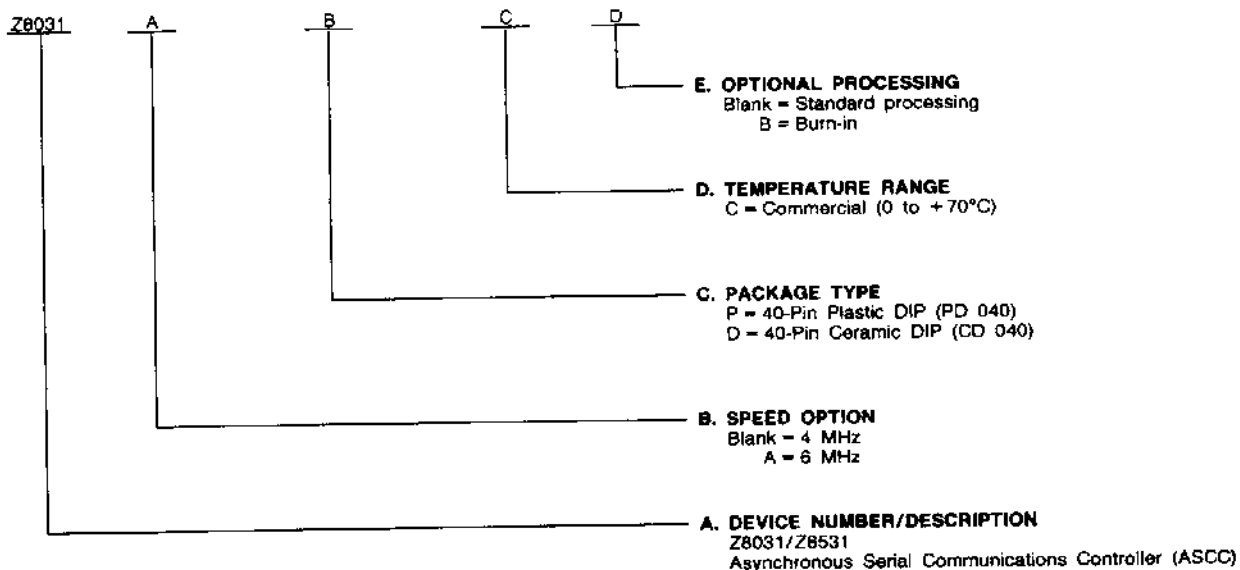 Z8031 A B C D
E. OPTIONAL PROCESSING
Blank = Standard processing
B = Burn-in
D. TEMPERATURE RANGE
C = Commercial (0 to +70°C)
C. PACKAGE TYPE
P = 40-Pin Plastic DIP (PD 040)
D = 40-Pin Ceramic DIP (CD 040)
B. SPEED OPTION
Blank = 4 MHz
A = 6 MHz
A. DEVICE NUMBER/DESCRIPTION
Z8031/Z8531
Asynchronous Serial Communications Controller (ASCC)